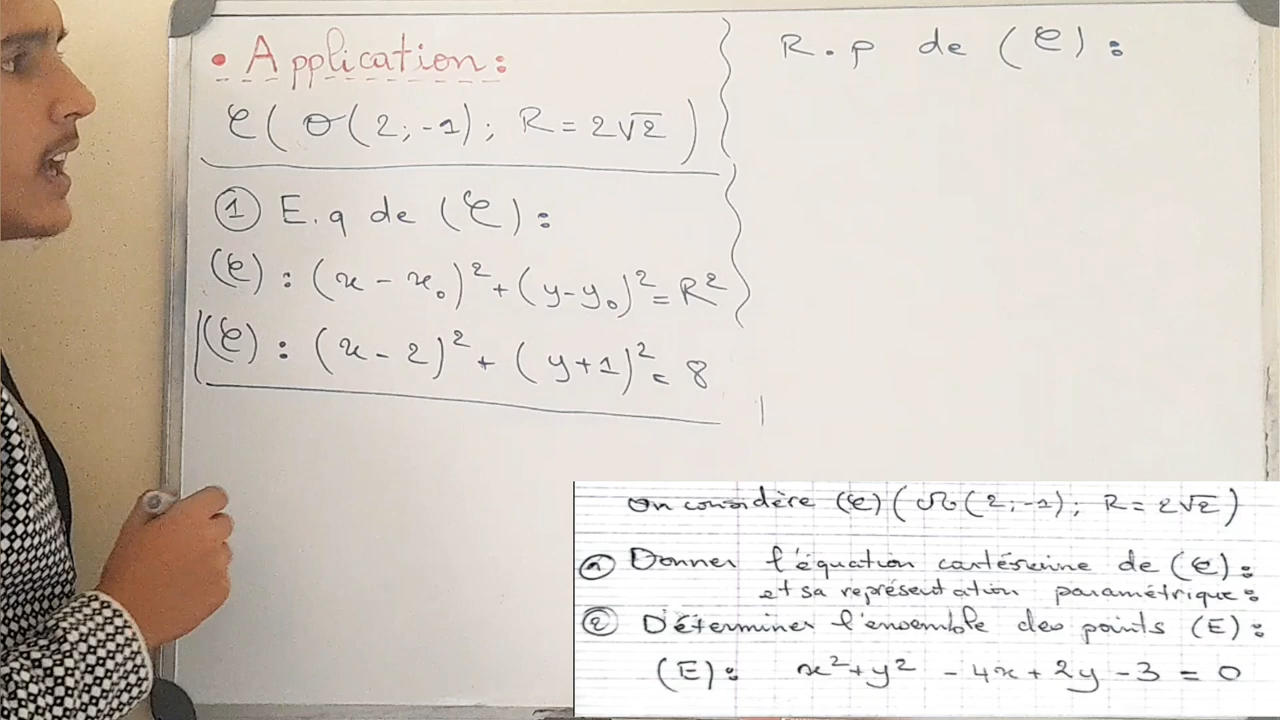 • Application:
C(O(2;-1); R=2√2)
① E.q de (C):
(C): (x-x₀)²+(y-y₀)²=R²
(C): (x-2)²+(y+1)²=8
R.p de (C):
On considère (C)(Ω(2;-1); R=2√2)
① Donner l'équation cartésienne de (C):
et sa représentation paramétrique:
② Déterminer l'ensemble des points (E):
(E): x²+y²-4x+2y-3=0